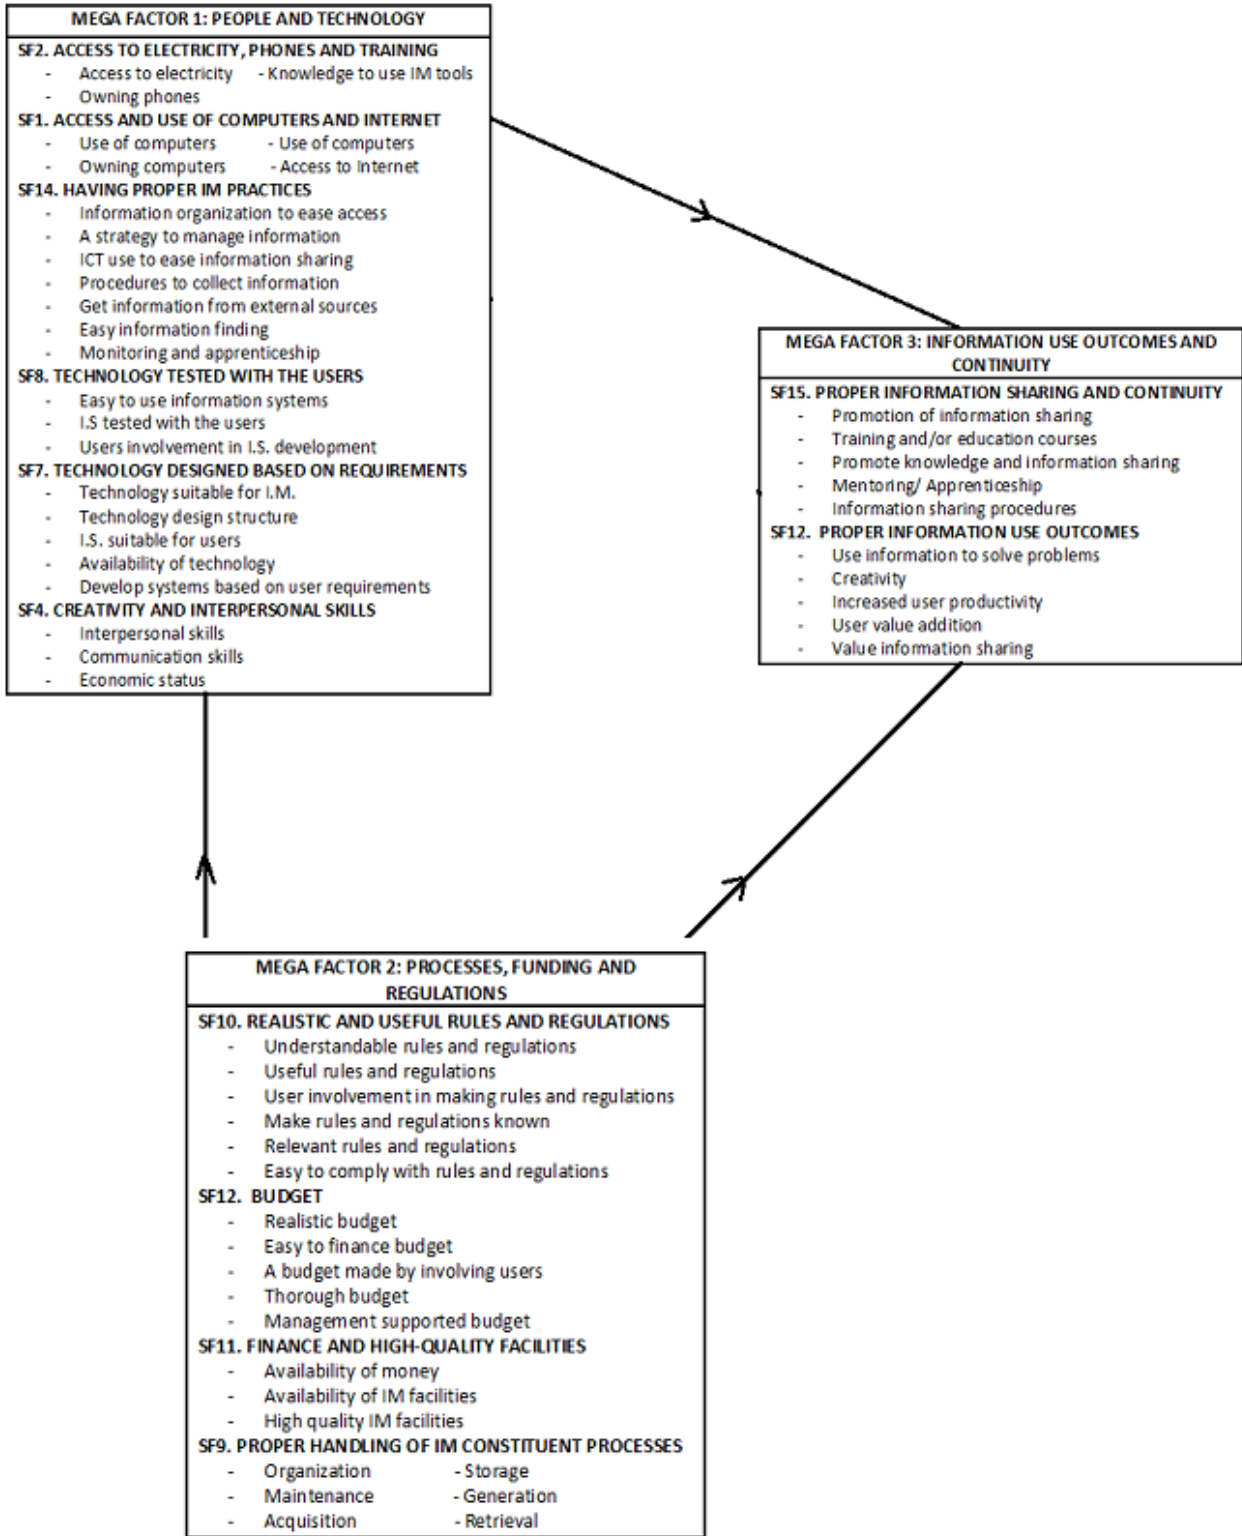 MEGA FACTOR 1: PEOPLE AND TECHNOLOGY
SF2. ACCESS TO ELECTRICITY, PHONES AND TRAINING
- Access to electricity - Knowledge to use IM tools
- Owning phones
SF1. ACCESS AND USE OF COMPUTERS AND INTERNET
- Use of computers - Use of computers
- Owning computers - Access to Internet
SF14. HAVING PROPER IM PRACTICES
- Information organization to ease access
- A strategy to manage information
- ICT use to ease information sharing
- Procedures to collect information
- Get information from external sources
- Easy information finding
- Monitoring and apprenticeship
SF8. TECHNOLOGY TESTED WITH THE USERS
- Easy to use information systems
- I.S tested with the users
- Users involvement in I.S. development
SF7. TECHNOLOGY DESIGNED BASED ON REQUIREMENTS
- Technology suitable for I.M.
- Technology design structure
- I.S. suitable for users
- Availability of technology
- Develop systems based on user requirements
SF4. CREATIVITY AND INTERPERSONAL SKILLS
- Interpersonal skills
- Communication skills
- Economic status
MEGA FACTOR 3: INFORMATION USE OUTCOMES AND
CONTINUITY
SF15. PROPER INFORMATION SHARING AND CONTINUITY
- Promotion of information sharing
- Training and/or education courses
- Promote knowledge and information sharing
- Mentoring/ Apprenticeship
- Information sharing procedures
SF12. PROPER INFORMATION USE OUTCOMES
- Use information to solve problems
- Creativity
- Increased user productivity
- User value addition
- Value information sharing
MEGA FACTOR 2: PROCESSES, FUNDING AND
REGULATIONS
SF10. REALISTIC AND USEFUL RULES AND REGULATIONS
- Understandable rules and regulations
- Useful rules and regulations
- User involvement in making rules and regulations
- Make rules and regulations known
- Relevant rules and regulations
- Easy to comply with rules and regulations
SF12. BUDGET
- Realistic budget
- Easy to finance budget
- A budget made by involving users
- Thorough budget
- Management supported budget
SF11. FINANCE AND HIGH-QUALITY FACILITIES
- Availability of money
- Availability of IM facilities
- High quality IM facilities
SF9. PROPER HANDLING OF IM CONSTITUENT PROCESSES
- Organization - Storage
- Maintenance - Generation
- Acquisition - Retrieval